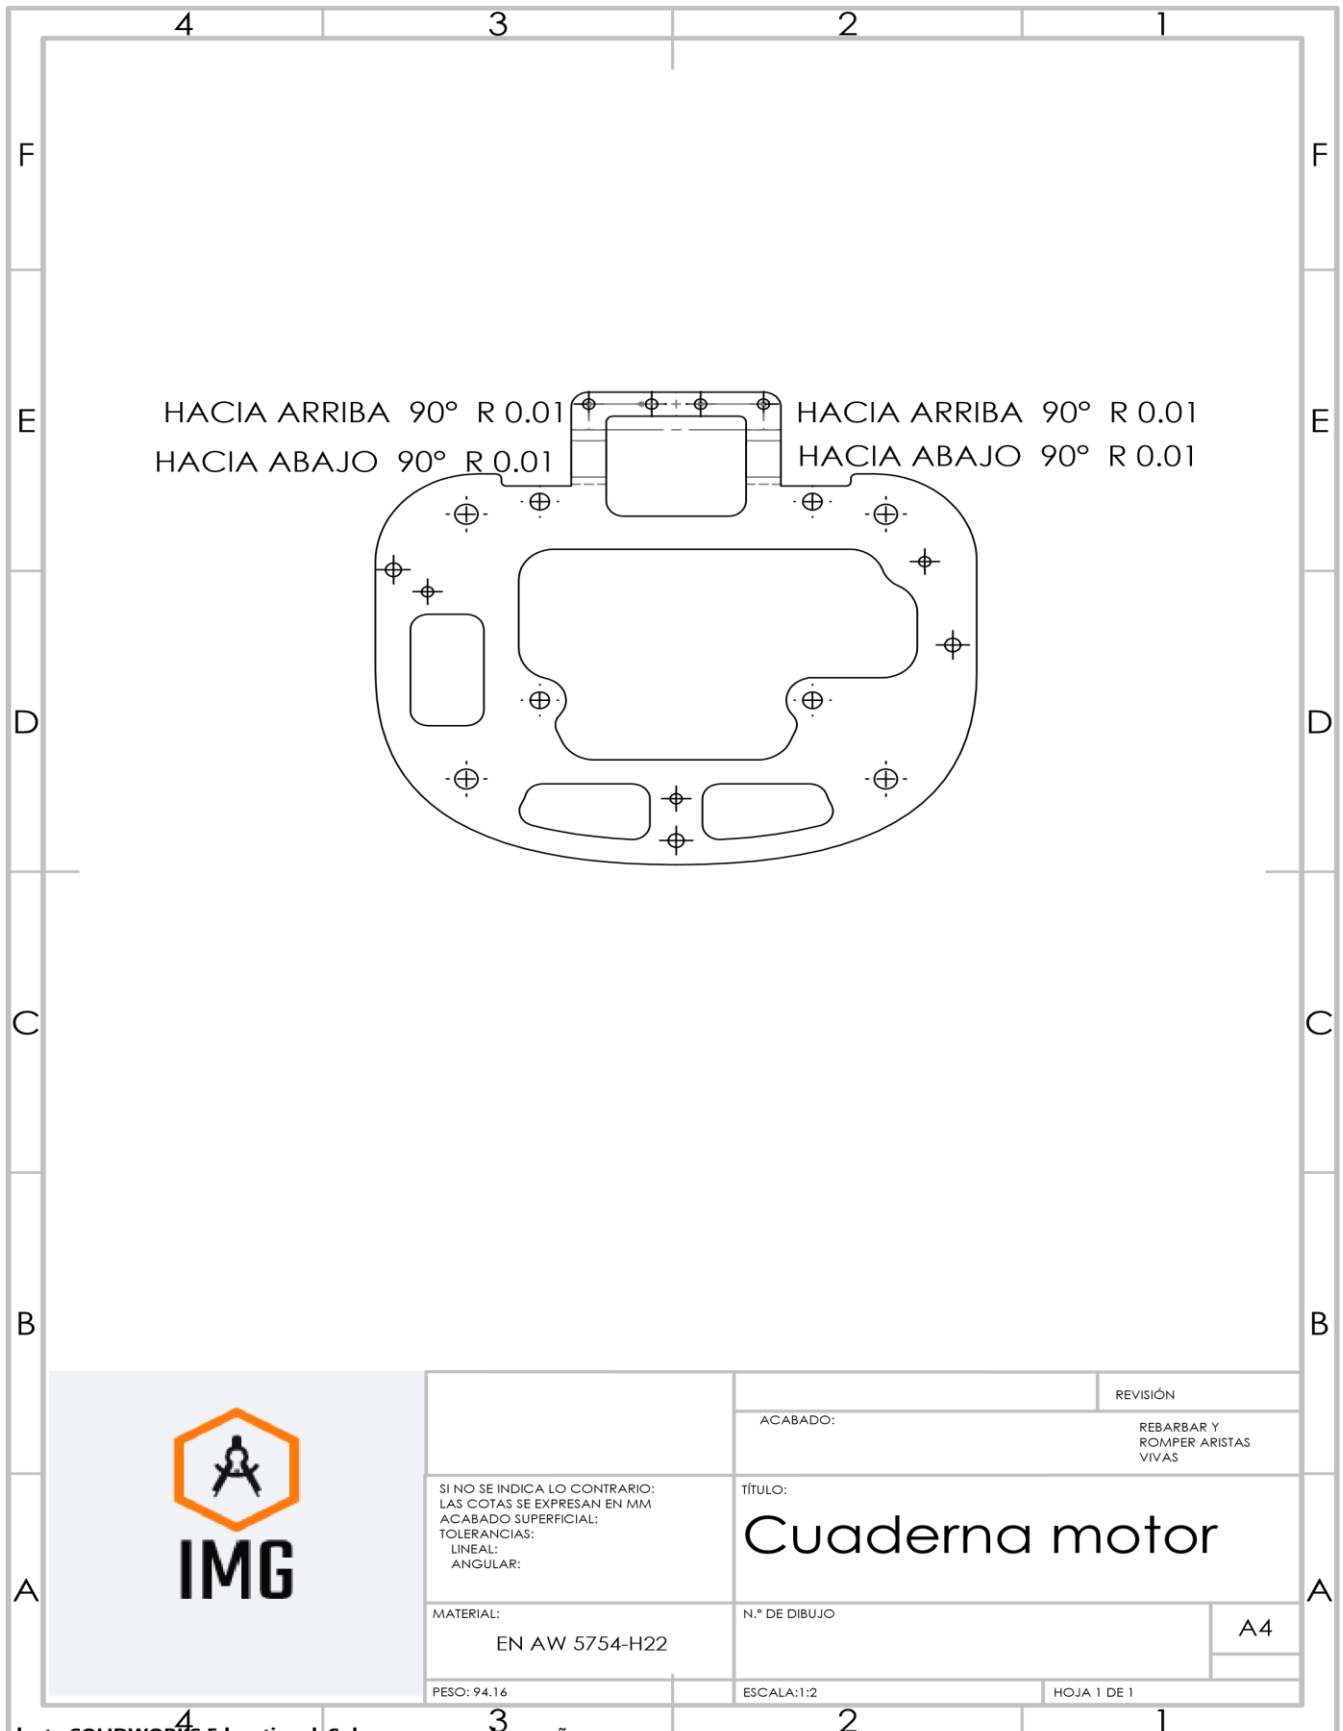 4 3 2 1
F F
HACIA ARRIBA 90° R 0.01 HACIA ARRIBA 90° R 0.01
E E
HACIA ABAJO 90° R 0.01 HACIA ABAJO 90° R 0.01
D D
C C
B B
REVISIÓN
ACABADO:
REBARBAR Y
ROMPER ARISTAS
VIVAS
SI NO SE INDICA LO CONTRARIO:
LAS COTAS SE EXPRESAN EN MM
ACABADO SUPERFICIAL:
TOLERANCIAS:
LINEAL:
ANGULAR:
TÍTULO:
Cuaderna motor
IMG
A A
MATERIAL:
EN AW 5754-H22
N.º DE DIBUJO
A4
PESO: 94.16
ESCALA:1:2
HOJA 1 DE 1
4 3 2 1